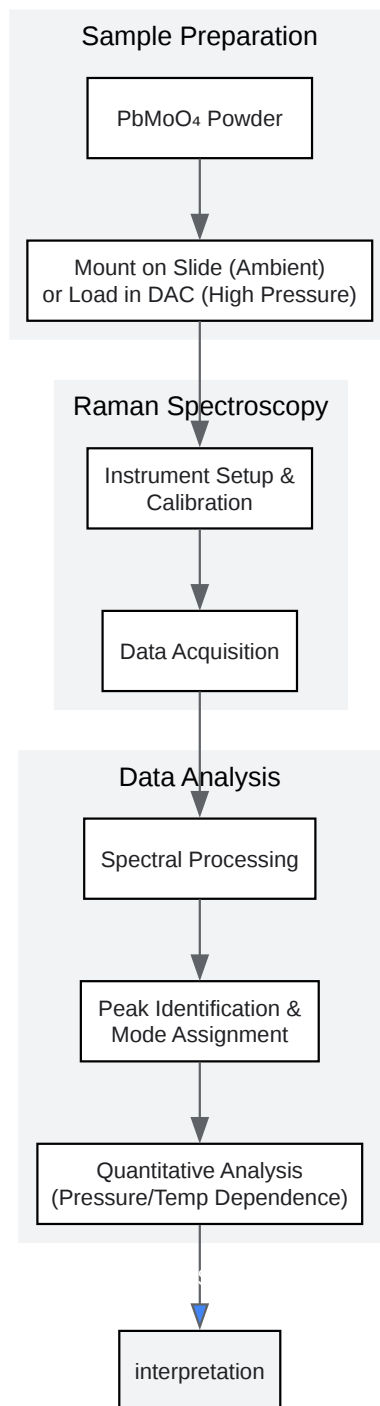 Sample Preparation
PbMoO₄ Powder
Mount on Slide (Ambient)
or Load in DAC (High Pressure)
Raman Spectroscopy
Instrument Setup &
Calibration
Data Acquisition
Data Analysis
Spectral Processing
Peak Identification &
Mode Assignment
Quantitative Analysis
(Pressure/Temp Dependence)
interpretation